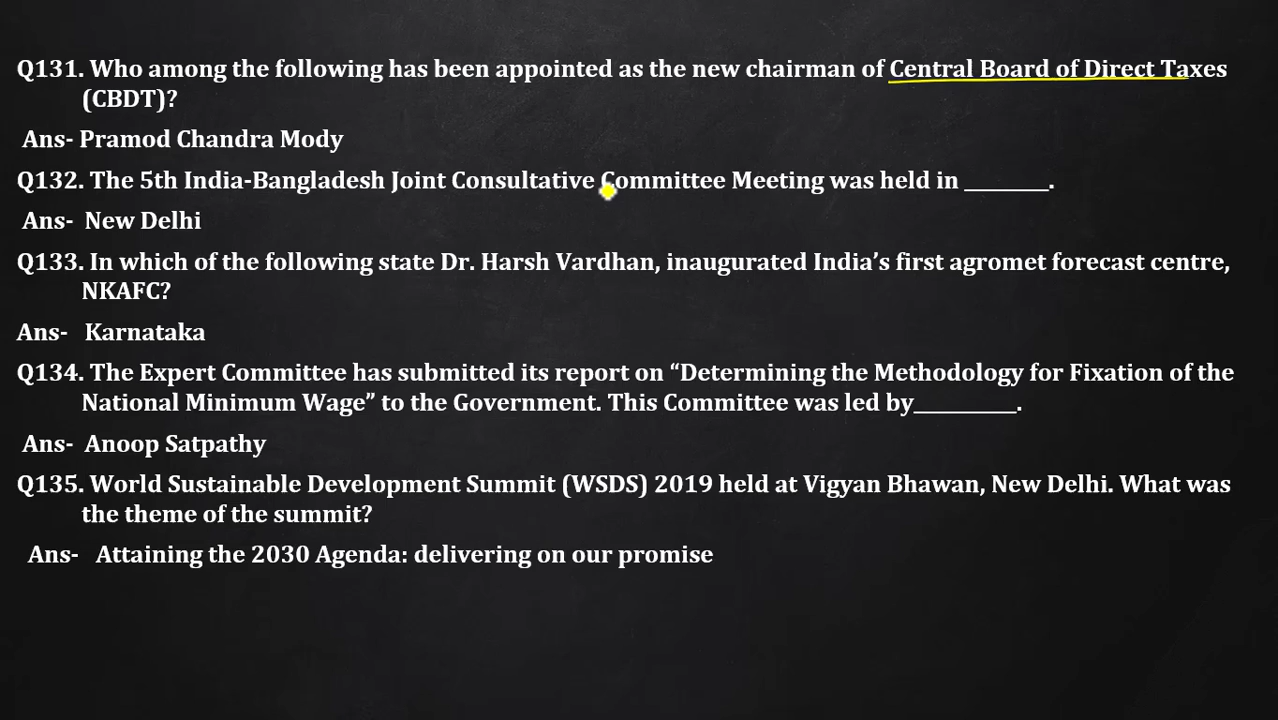 Q131. Who among the following has been appointed as the new chairman of Central Board of Direct Taxes
(CBDT)?
Ans- Pramod Chandra Mody
Q132. The 5th India-Bangladesh Joint Consultative Committee Meeting was held in ________.
Ans- New Delhi
Q133. In which of the following state Dr. Harsh Vardhan, inaugurated India’s first agromet forecast centre,
NKAFC?
Ans- Karnataka
Q134. The Expert Committee has submitted its report on “Determining the Methodology for Fixation of the
National Minimum Wage” to the Government. This Committee was led by__________.
Ans- Anoop Satpathy
Q135. World Sustainable Development Summit (WSDS) 2019 held at Vigyan Bhawan, New Delhi. What was
the theme of the summit?
Ans- Attaining the 2030 Agenda: delivering on our promise